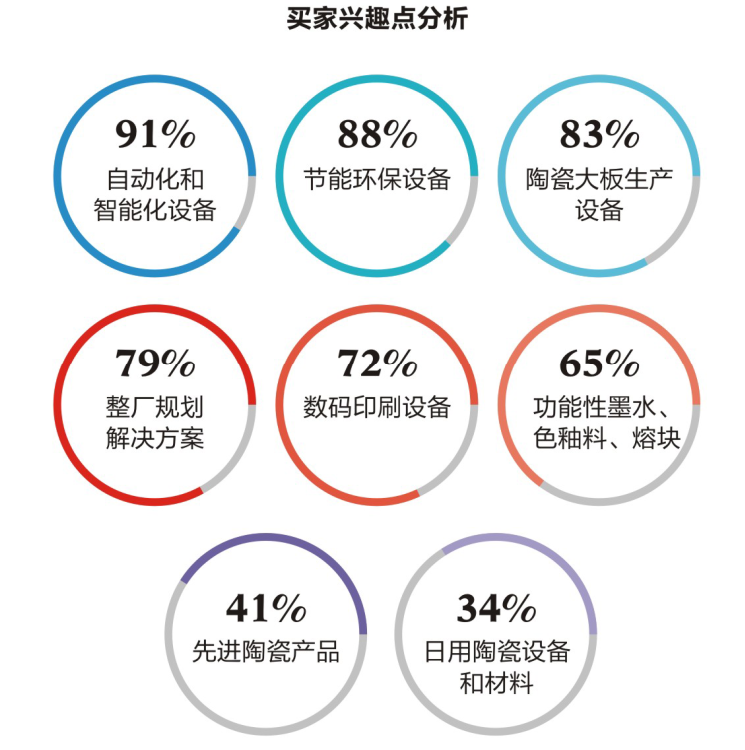 买家兴趣点分析
91%
自动化和
智能化设备
88%
节能环保设备
83%
陶瓷大板生产
设备
79%
整厂规划
解决方案
72%
数码印刷设备
65%
功能性墨水、
色釉料、熔块
41%
先进陶瓷产品
34%
日用陶瓷设备
和材料